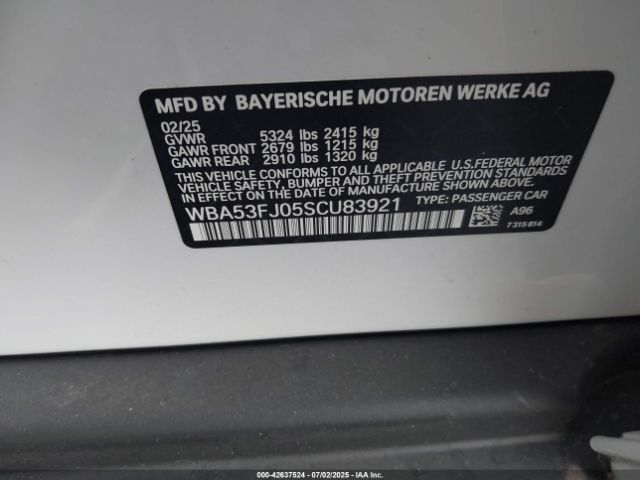 MFD BY BAYERISCHE MOTOREN WERKE AG
02/25
GVWR 5324 lbs 2415 kg
GAWR FRONT 2679 lbs 1215 kg
GAWR REAR 2910 lbs 1320 kg
THIS VEHICLE CONFORMS TO ALL APPLICABLE U.S.FEDERAL MOTOR
VEHICLE SAFETY, BUMPER, AND THEFT PREVENTION STANDARDS
IN EFFECT ON THE DATE OF MANUFACTURE SHOWN ABOVE.
WBA53FJ05SCU83921 TYPE: PASSENGER CAR
A96
7315814
000-42637524 - 07/02/2025 - IAA Inc.